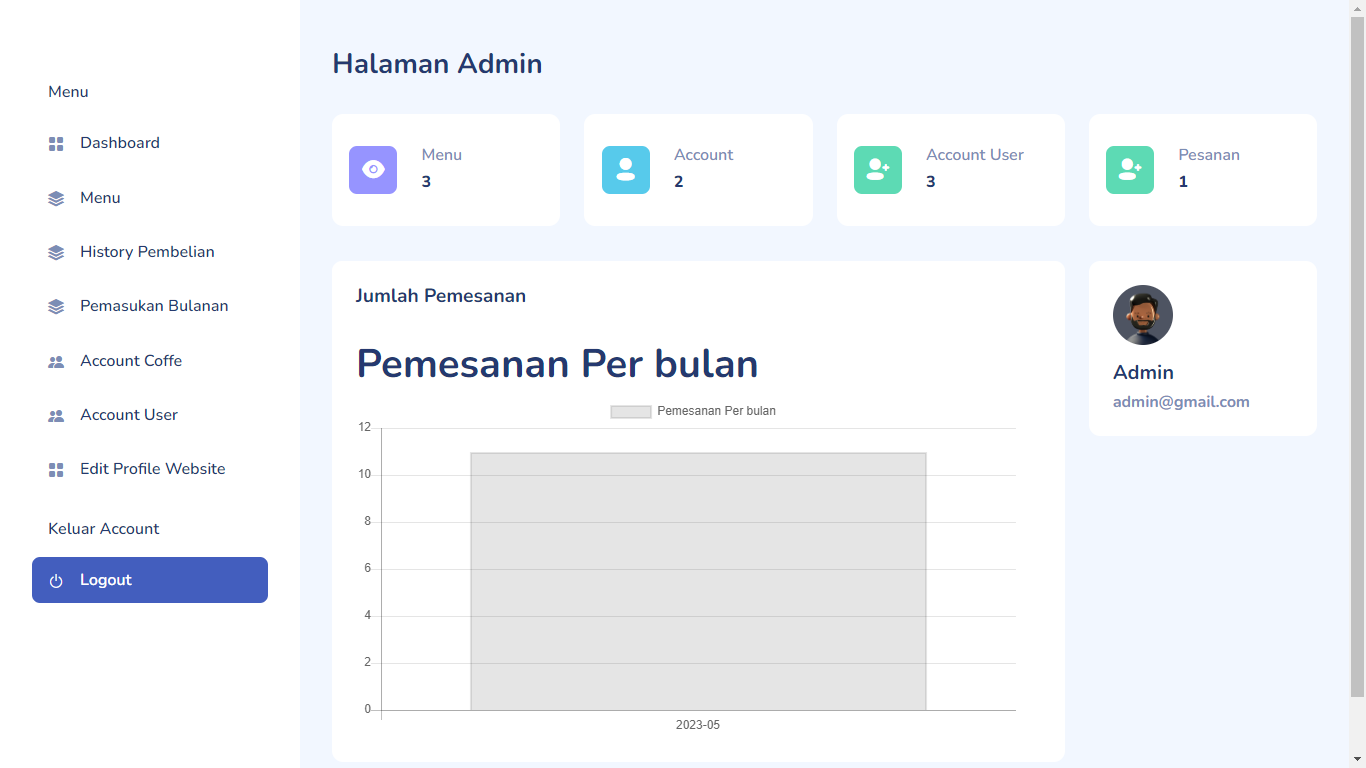 Menu
Dashboard
Menu
History Pembelian
Pemasukan Bulanan
Account Coffe
Account User
Edit Profile Website
Keluar Account
Logout
Halaman Admin
Menu
3
Account
2
Account User
3
Pesanan
1
Jumlah Pemesanan
Pemesanan Per bulan
Pemesanan Per bulan
12
10
8
6
4
2
0
2023-05
Admin
admin@gmail.com